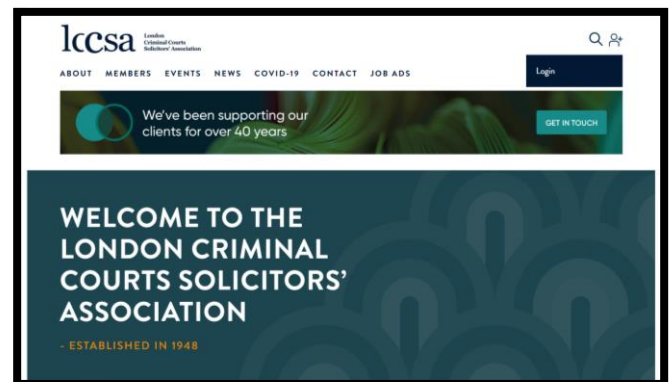 lccsa
London
Criminal Courts
Solicitors' Association
ABOUT MEMBERS EVENTS NEWS COVID-19 CONTACT JOB ADS
Login
We've been supporting our
clients for over 40 years
GET IN TOUCH
WELCOME TO THE
LONDON CRIMINAL
COURTS SOLICITORS'
ASSOCIATION
- ESTABLISHED IN 1948